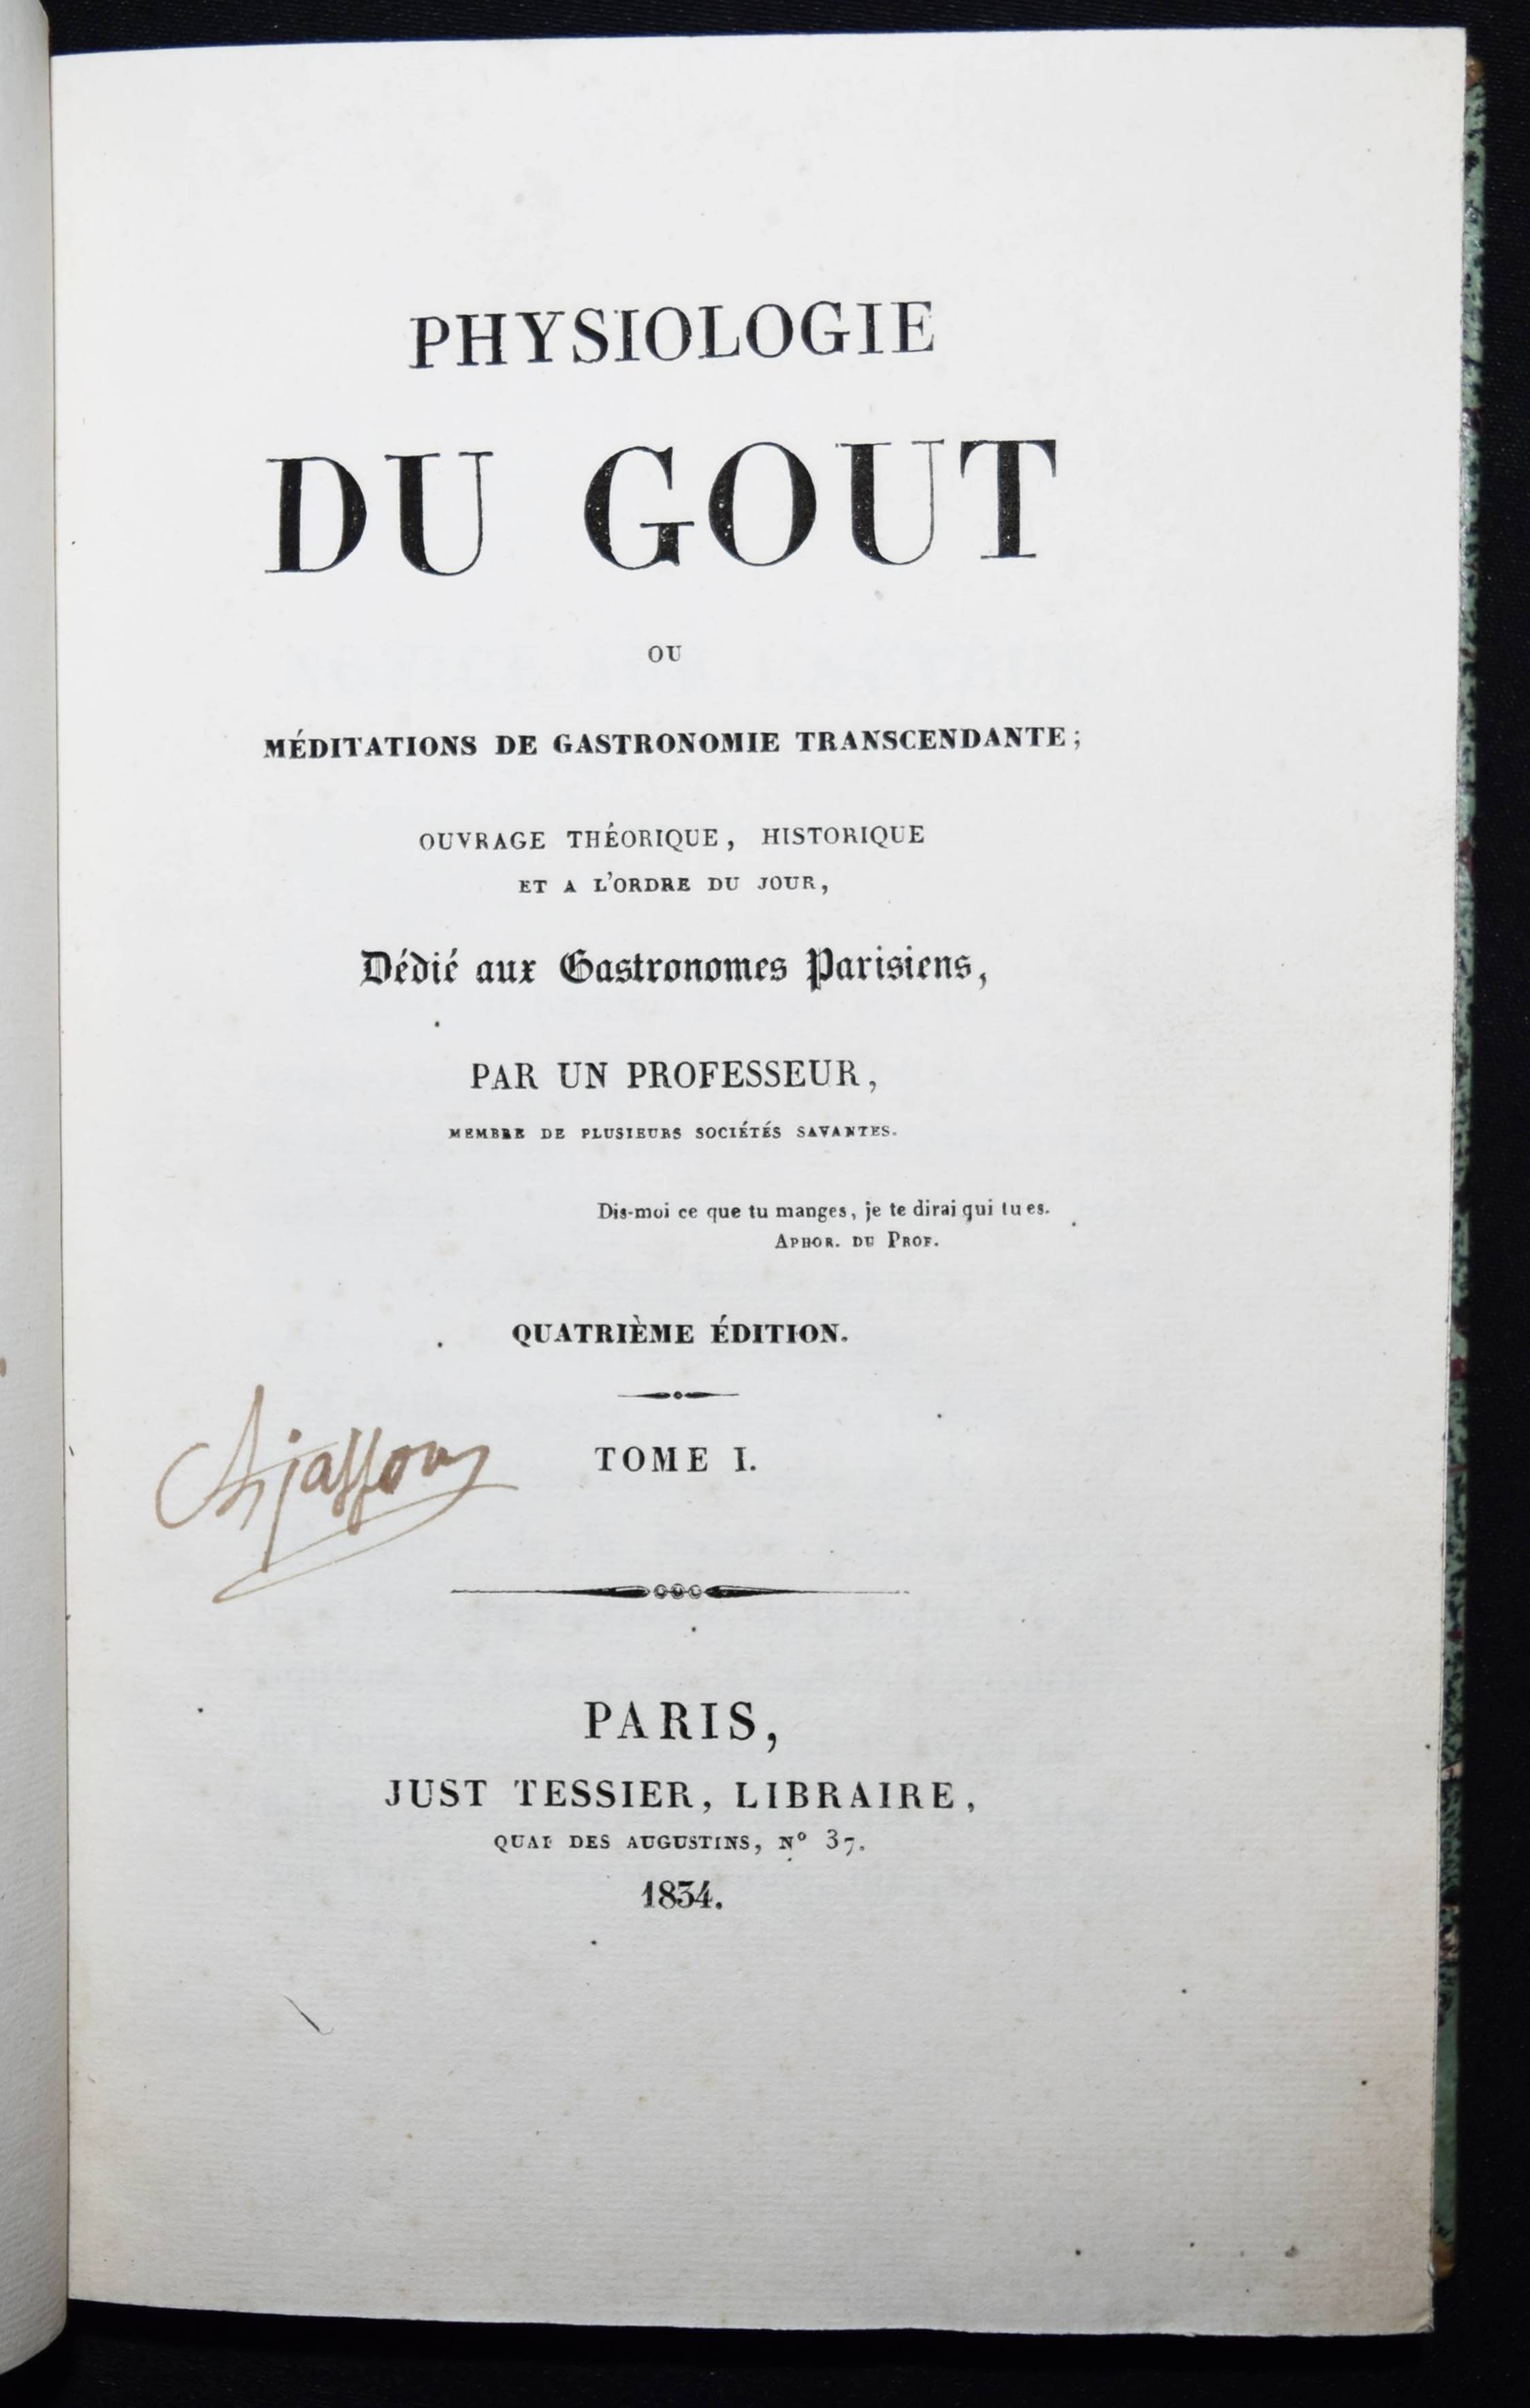 PHYSIOLOGIE
DU GOUT
OU
MÉDITATIONS DE GASTRONOMIE TRANSCENDANTE;
OUVRAGE THÉORIQUE, HISTORIQUE
ET A L'ORDRE DU JOUR,
Dédié aux Gastronomes Parisiens,
PAR UN PROFESSEUR,
MEMBRE DE PLUSIEURS SOCIÉTÉS SAVANTES.
Dis-moi ce que tu manges, je te dirai qui tu es.
APHOR. DU PROF.
QUATRIÈME ÉDITION.
TOME I.
PARIS,
JUST TESSIER, LIBRAIRE,
QUAI DES AUGUSTINS, N° 37.
1834.